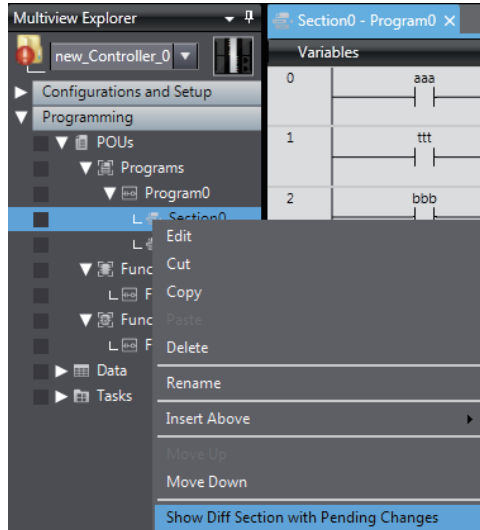 Multiview Explorer
Section0 - Program0
new_Controller_0
Variables
Configurations and Setup
Programming
POUs
Programs
Program0
Section0
Func
F
Func
F
Data
Tasks
0
aaa
1
ttt
2
bbb
Edit
Cut
Copy
Paste
Delete
Rename
Insert Above
Move Up
Move Down
Show Diff Section with Pending Changes